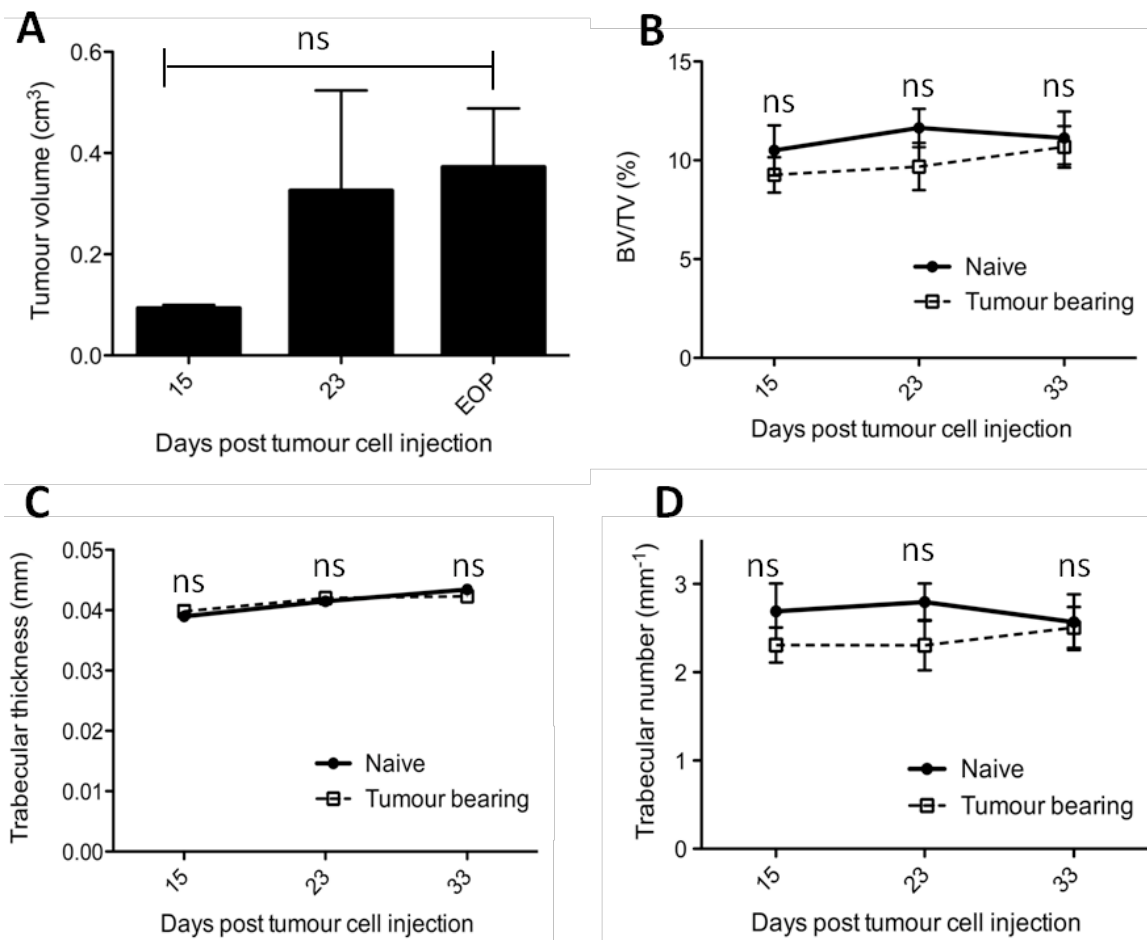 A
ns
Tumour volume (cm³)
0.6
0.4
0.2
0.0
15
23
EOP
Days post tumour cell injection
B
ns
ns
ns
BV/TV (%)
15
10
5
0
Naive
Tumour bearing
15
23
33
Days post tumour cell injection
C
ns
ns
ns
Trabecular thickness (mm)
0.05
0.04
0.03
0.02
0.01
0.00
Naive
Tumour bearing
15
23
33
Days post tumour cell injection
D
ns
ns
ns
Trabecular number (mm⁻¹)
3
2
1
0
Naive
Tumour bearing
15
23
33
Days post tumour cell injection